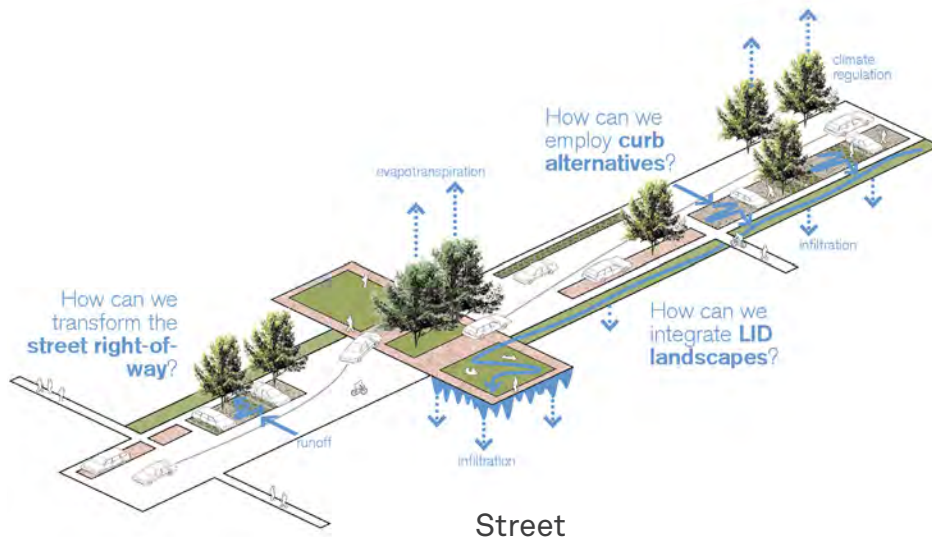 climate
regulation
How can we
employ curb
alternatives?
evapotranspiration
infiltration
How can we
transform the
street right-of-
way?
How can we
integrate LID
landscapes?
runoff
infiltration
Street